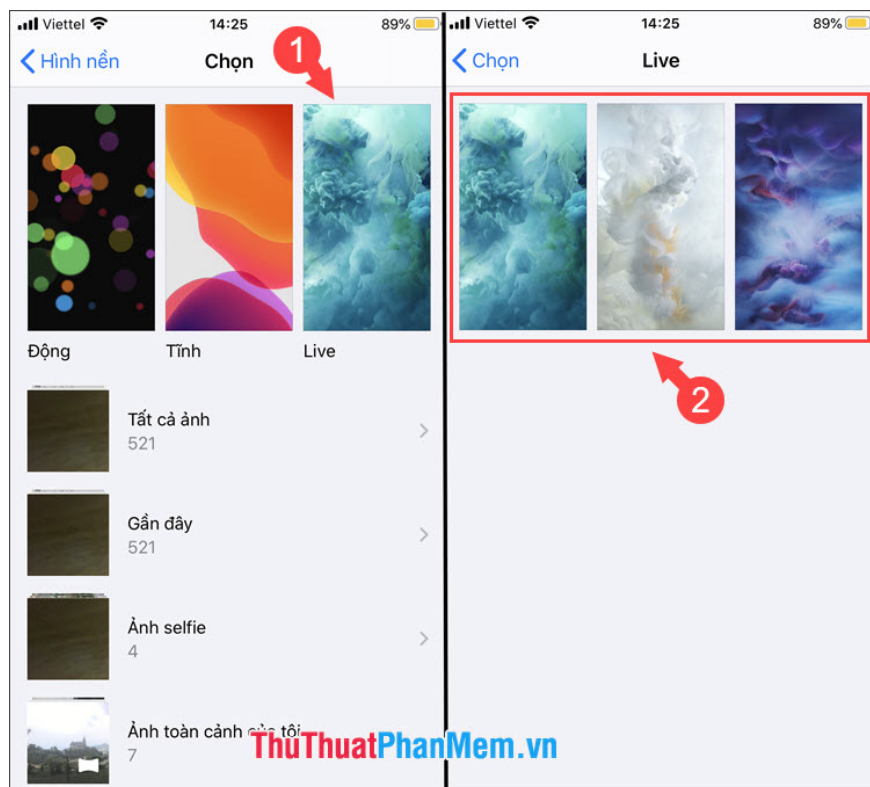 Viettel 14:25 89%
Hình nền Chọn
1
Động Tĩnh Live
Tất cả ảnh
521
Gần đây
521
Ảnh selfie
4
Ảnh toàn cảnh của tôi
7
Viettel 14:25 89%
Chọn Live
2
ThuThuatPhanMem.vn